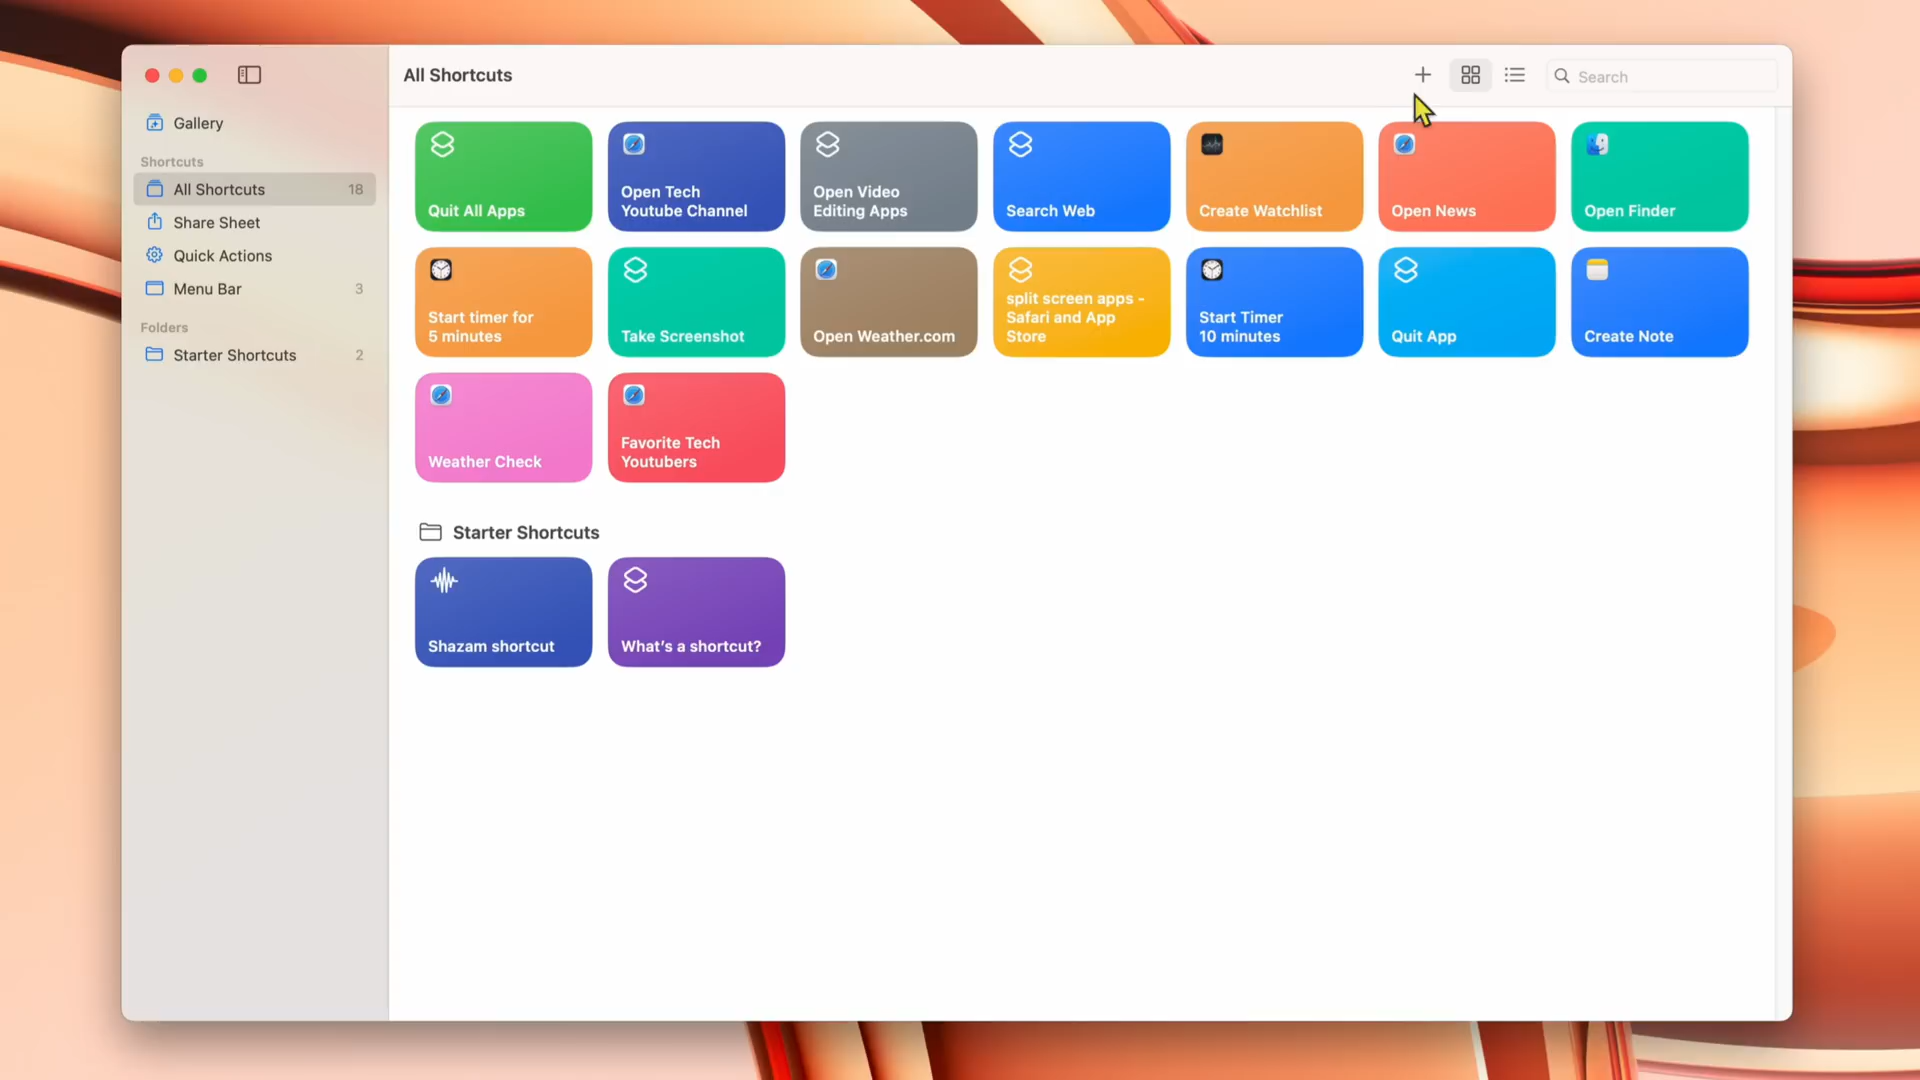 All Shortcuts
Search
Gallery
Shortcuts
All Shortcuts 18
Share Sheet
Quick Actions
Menu Bar 3
Folders
Starter Shortcuts 2
Quit All Apps
Open Tech
Youtube Channel
Open Video
Editing Apps
Search Web
Create Watchlist
Open News
Open Finder
Start timer for
5 minutes
Take Screenshot
Open Weather.com
split screen apps -
Safari and App
Store
Start Timer
10 minutes
Quit App
Create Note
Weather Check
Favorite Tech
Youtubers
Starter Shortcuts
Shazam shortcut
What’s a shortcut?